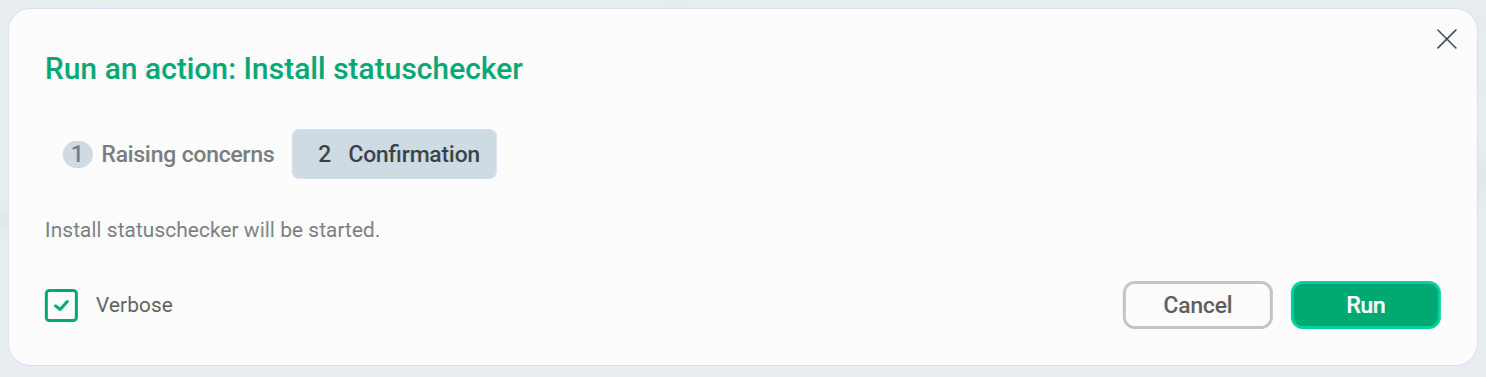 Run an action: Install statuschecker
1 Raising concerns 2 Confirmation
Install statuschecker will be started.
Verbose Cancel Run